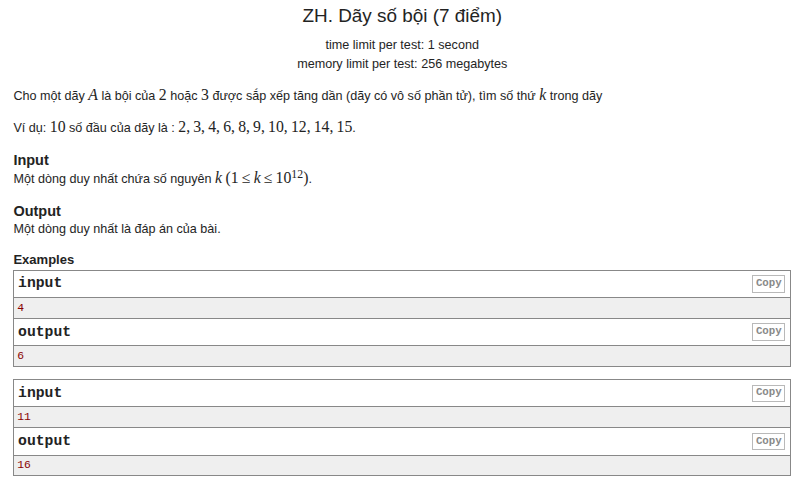 ZH. Dãy số bội (7 điểm)
time limit per test: 1 second
memory limit per test: 256 megabytes
Cho một dãy A là bội của 2 hoặc 3 được sắp xếp tăng dần (dãy có vô số phần tử), tìm số thứ k trong dãy
Ví dụ: 10 số đầu của dãy là : 2, 3, 4, 6, 8, 9, 10, 12, 14, 15.
Input
Một dòng duy nhất chứa số nguyên k (1 ≤ k ≤ 10¹²).
Output
Một dòng duy nhất là đáp án của bài.
Examples
input
Copy
4
output
Copy
6
input
Copy
11
output
Copy
16